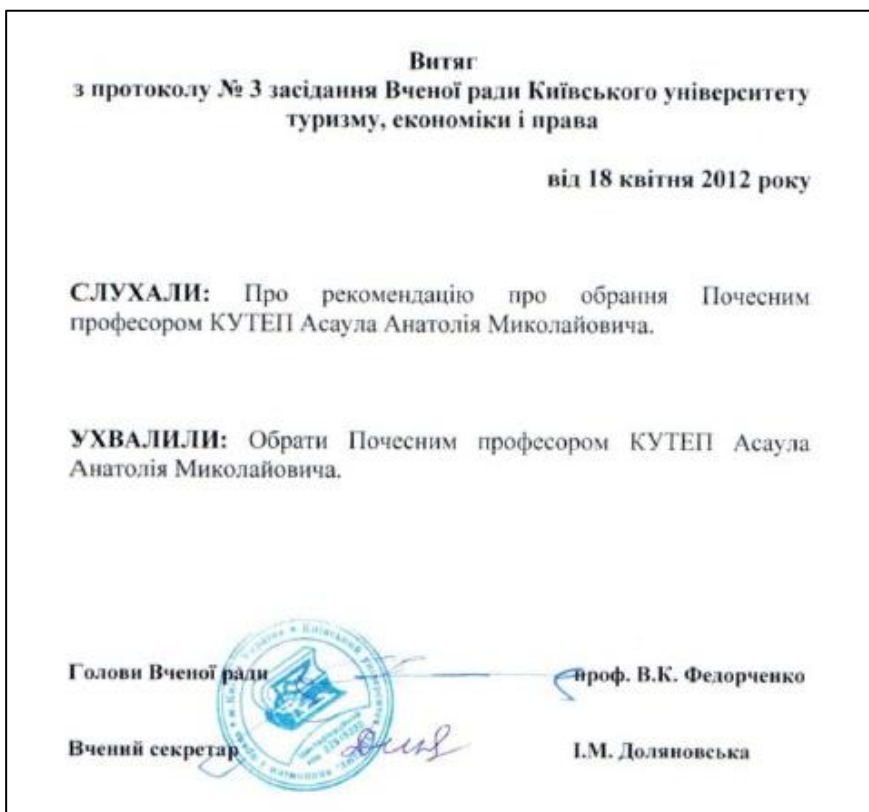 Витяг
з протоколу № 3 засідання Вченої ради Київського університету
туризму, економіки і права
від 18 квітня 2012 року
СЛУХАЛИ: Про рекомендацію про обрання Почесним
професором КУТЕП Асаула Анатолія Миколайовича.
УХВАЛИЛИ: Обрати Почесним професором КУТЕП Асаула
Анатолія Миколайовича.
Голови Вченої ради проф. В.К. Федорченко
Вчений секретар І.М. Доляновська